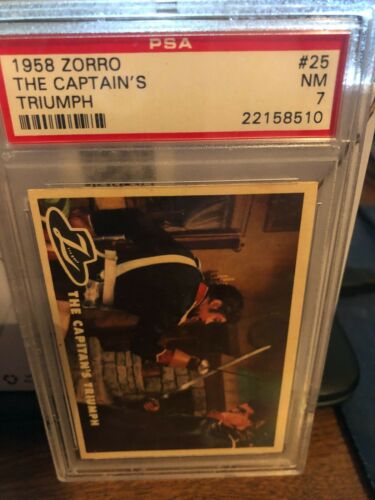 PSA
1958 ZORRO #25
THE CAPTAIN'S NM
TRIUMPH 7
22158510
Z
THE CAPTAIN'S TRIUMPH